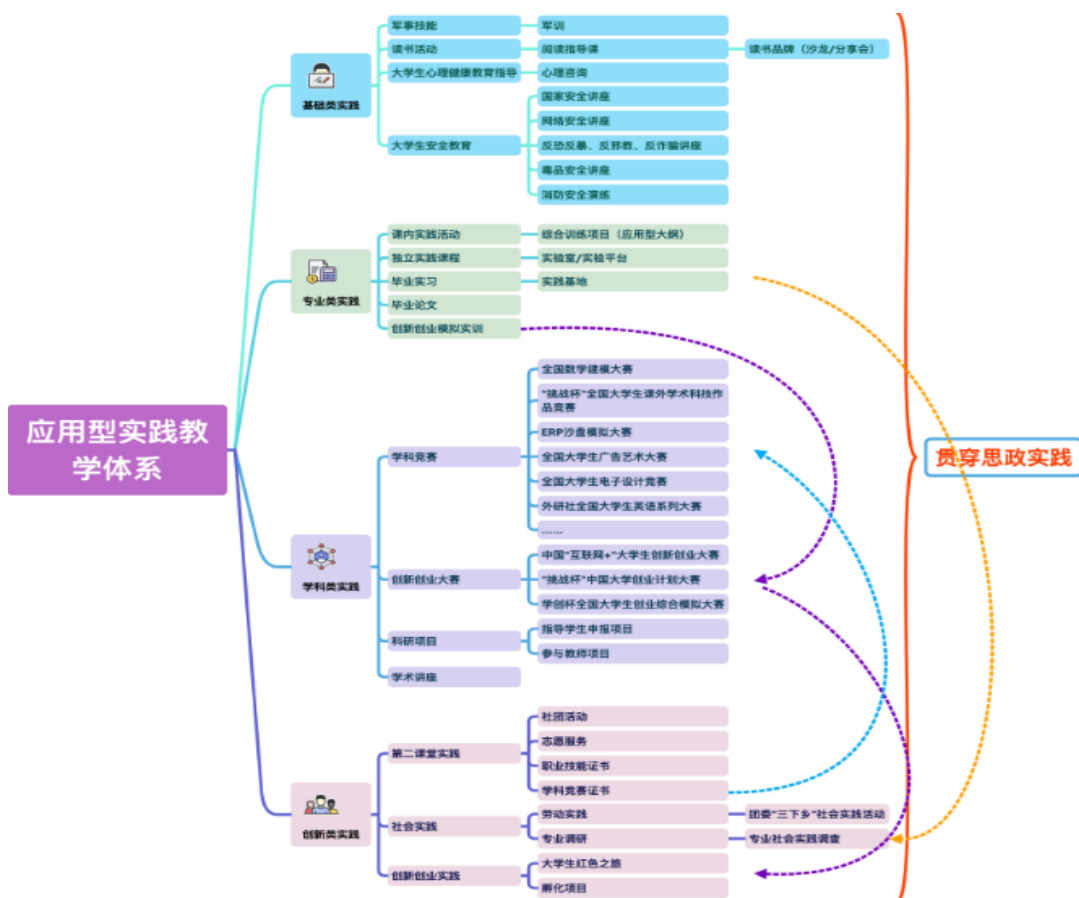 应用型实践教
学体系
基础类实践
军事技能
军训
读书活动
阅读指导课
读书品牌（沙龙/分享会）
大学生心理健康教育指导
心理咨询
大学生安全教育
国家安全讲座
网络安全讲座
反恐反暴、反邪教、反诈骗讲座
毒品安全讲座
消防安全演练
专业类实践
课内实践活动
综合训练项目（应用型大纲）
独立实践课程
实验室/实验平台
毕业实习
实践基地
毕业论文
创新创业模拟实训
学科类实践
学科竞赛
全国数学建模大赛
"挑战杯"全国大学生课外学术科技作
品竞赛
ERP沙盘模拟大赛
全国大学生广告艺术大赛
全国大学生电子设计竞赛
外研社全国大学生英语系列大赛
......
创新创业大赛
中国"互联网+"大学生创新创业大赛
"挑战杯"中国大学创业计划大赛
学创杯全国大学生创业综合模拟大赛
科研项目
指导学生申报项目
参与教师项目
学术讲座
创新类实践
第二课堂实践
社团活动
志愿服务
职业技能证书
学科竞赛证书
社会实践
劳动实践
团委"三下乡"社会实践活动
专业调研
专业社会实践调查
创新创业实践
大学生红色之旅
孵化项目
贯穿思政实践